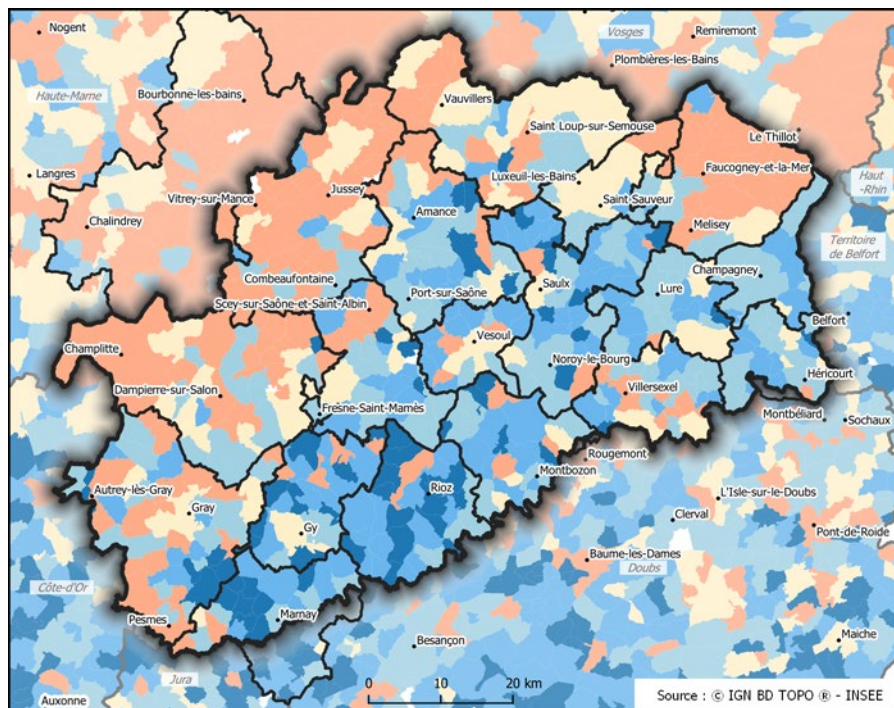 Nogent
Vosges
Remiremont
Plombières-les-Bains
Haute-Marne
Bourbonne-les-bains
Vauvillers
Saint Loup-sur-Semouse
Le Thillot
Langres
Luxeuil-les-Bains
Faucogney-et-la-Mer
Haut
-Rhin
Vitrey-sur-Mance
Jussey
Saint-Sauveur
Chalindrey
Amance
Melisey
Territoire
de Belfort
Combeaufontaine
Saulx
Champagney
Port-sur-Saône
Lure
Scey-sur-Saône-et-Saint-Albin
Belfort
Vesoul
Champlitte
Noroy-le-Bourg
Héricourt
Dampierre-sur-Salon
Villersexel
Fresne-Saint-Mamès
Montbéliard
Sochaux
Rougemont
Montbozon
Autrey-lès-Gray
Rioz
L'Isle-sur-le-Doubs
Gray
Clerval
Gy
Pont-de-Roide
Baume-les-Dames
Doubs
Côte-d'Or
Pesmes
Marnay
Besançon
Maiche
Jura
0 10 20 km
Auxonne
Source : © IGN BD TOPO ® - INSEE